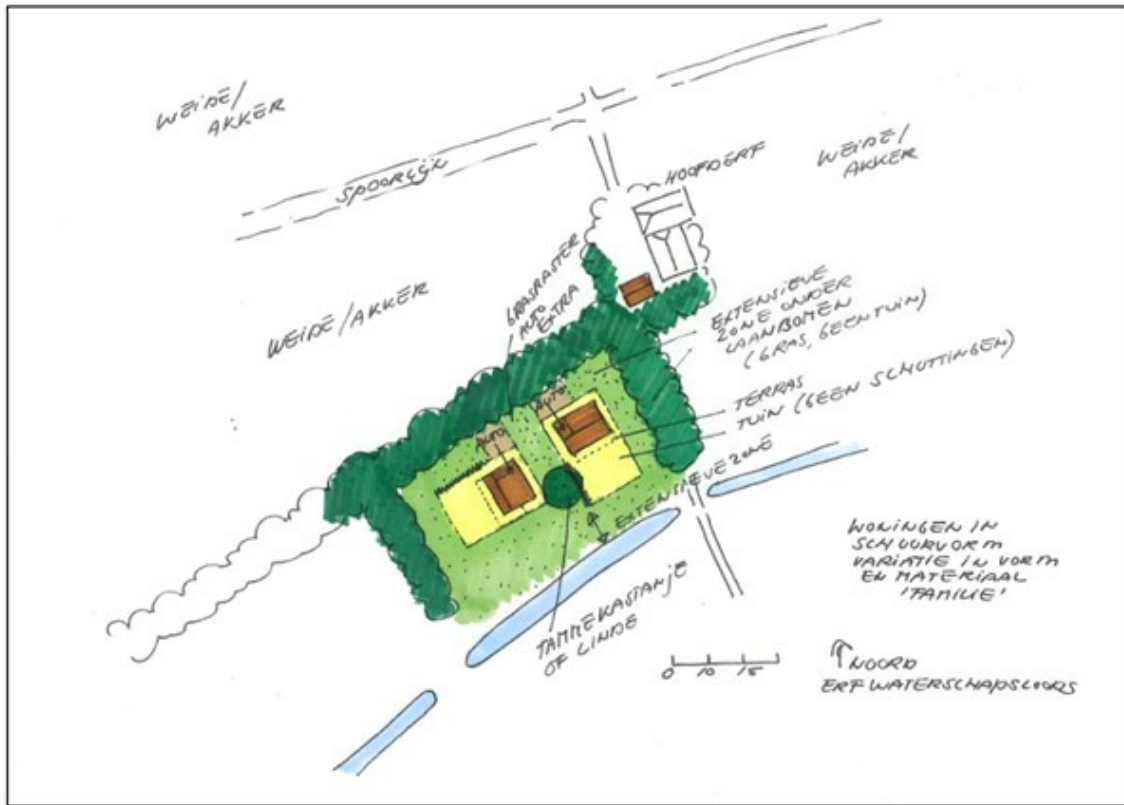 WEIDE/
AKKER
SPOORLIJN
HOOFDERF
WEIDE/
AKKER
WEIDE/AKKER
GRASRASTER
AUTO
EXTRA
EXTENSIEVE
ZONE ONDER
LAANBOMEN
(GRAS, GEEN TUIN)
TERRAS
TUIN (GEEN SCHUTTINGEN)
AUTO
AUTO
EXTENSIEVE ZONE
TAMME KASTANJE
OF LINDE
WONINGEN IN
SCHUURVORM
VARIATIE IN VORM
EN MATERIAAL
'FAMILIE'
0 10 15
NOORD
ERF WATERSCHAPSLOORS